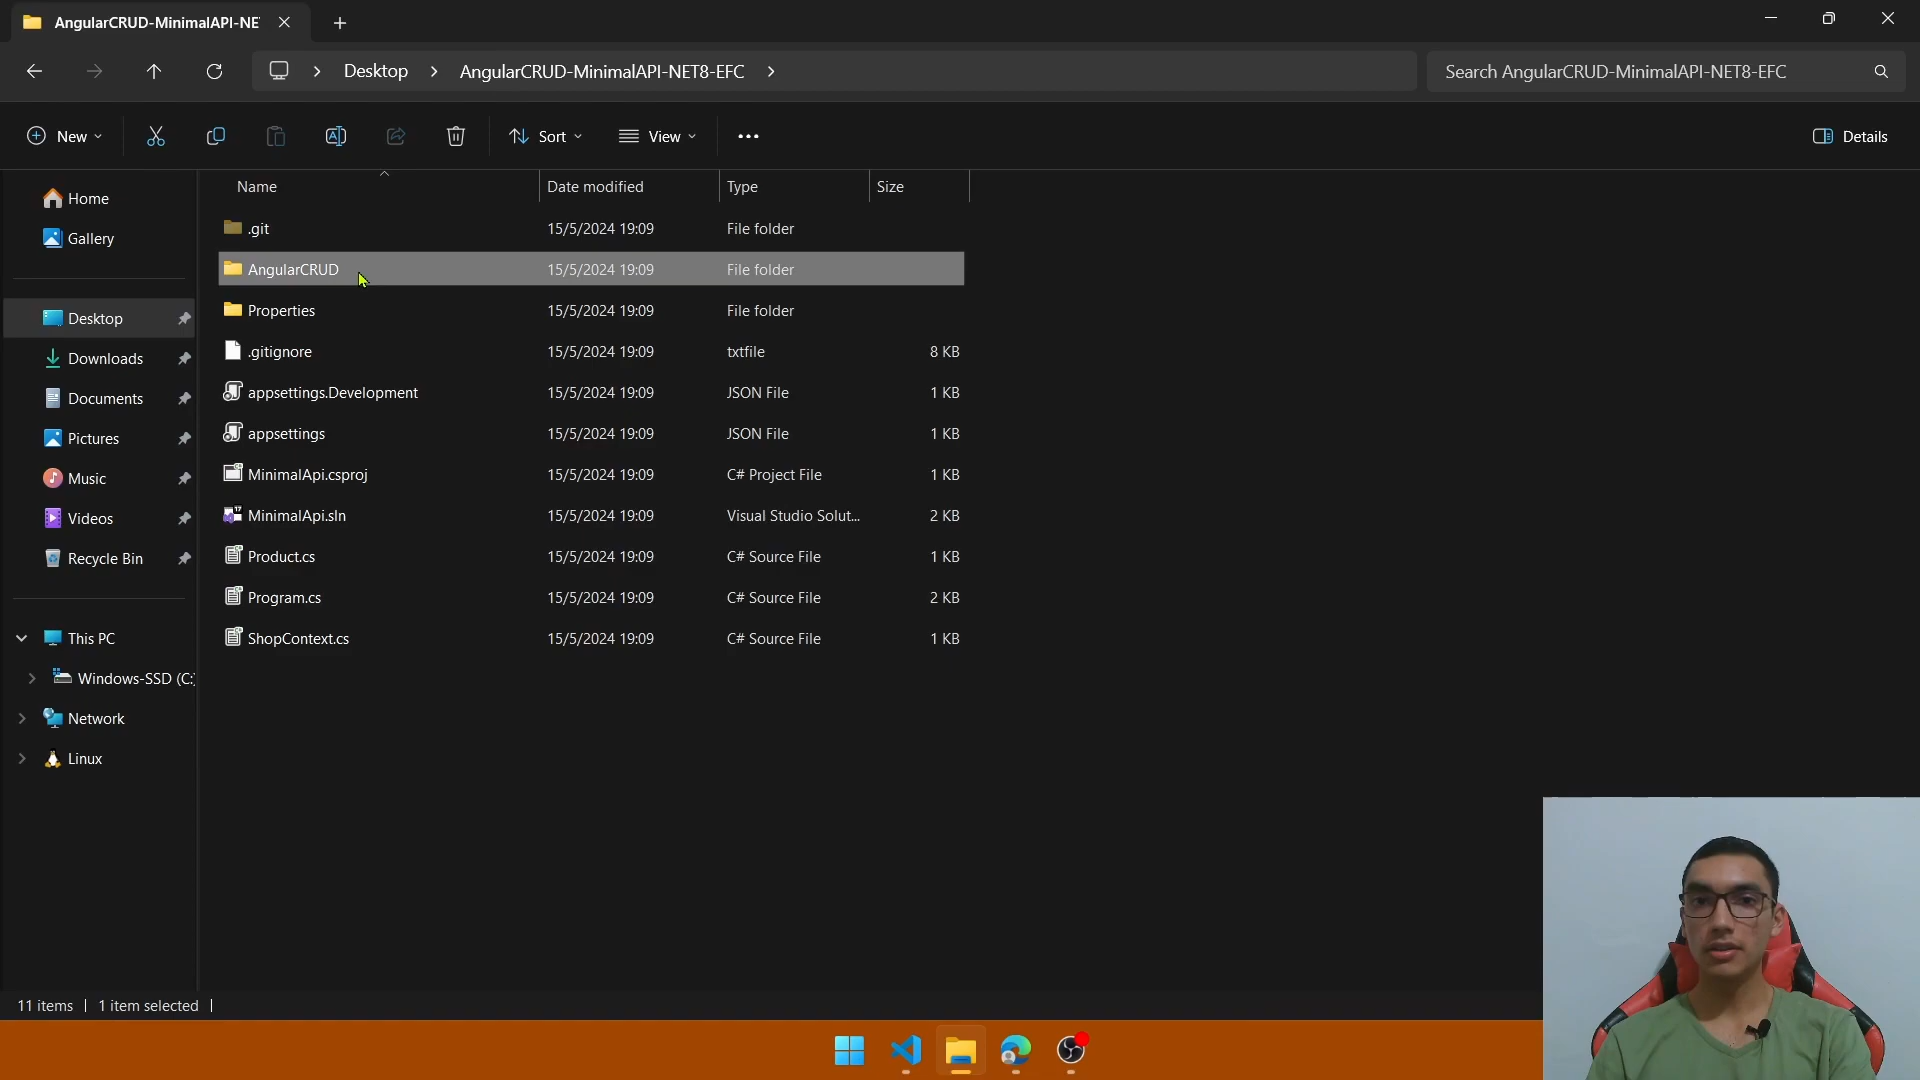 AngularCRUD-MinimalAPI-NE
Desktop
AngularCRUD-MinimalAPI-NET8-EFC
Search AngularCRUD-MinimalAPI-NET8-EFC
New
Sort
View
Details
Home
Gallery
Desktop
Downloads
Documents
Pictures
Music
Videos
Recycle Bin
This PC
Windows-SSD (C:)
Network
Linux
Name Date modified Type Size
.git 15/5/2024 19:09 File folder
AngularCRUD 15/5/2024 19:09 File folder
Properties 15/5/2024 19:09 File folder
.gitignore 15/5/2024 19:09 txtfile 8 KB
appsettings.Development 15/5/2024 19:09 JSON File 1 KB
appsettings 15/5/2024 19:09 JSON File 1 KB
MinimalApi.csproj 15/5/2024 19:09 C# Project File 1 KB
MinimalApi.sln 15/5/2024 19:09 Visual Studio Solut... 2 KB
Product.cs 15/5/2024 19:09 C# Source File 1 KB
Program.cs 15/5/2024 19:09 C# Source File 2 KB
ShopContext.cs 15/5/2024 19:09 C# Source File 1 KB
11 items 1 item selected